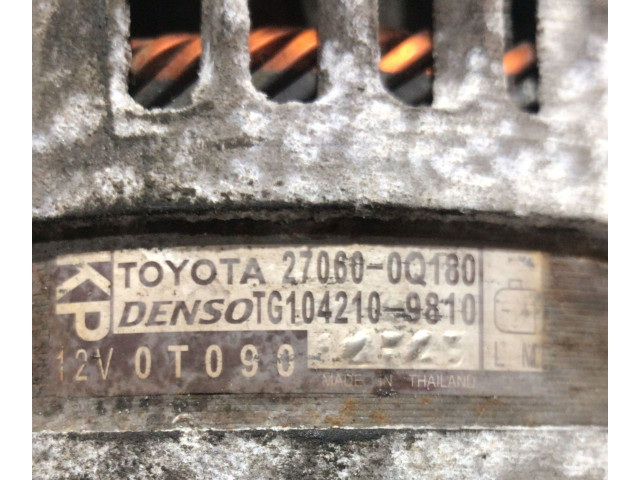 KP
TOYOTA 27060-0Q180
DENSO TG104210-9810
12V 0T090
MADE IN THAILAND
L M